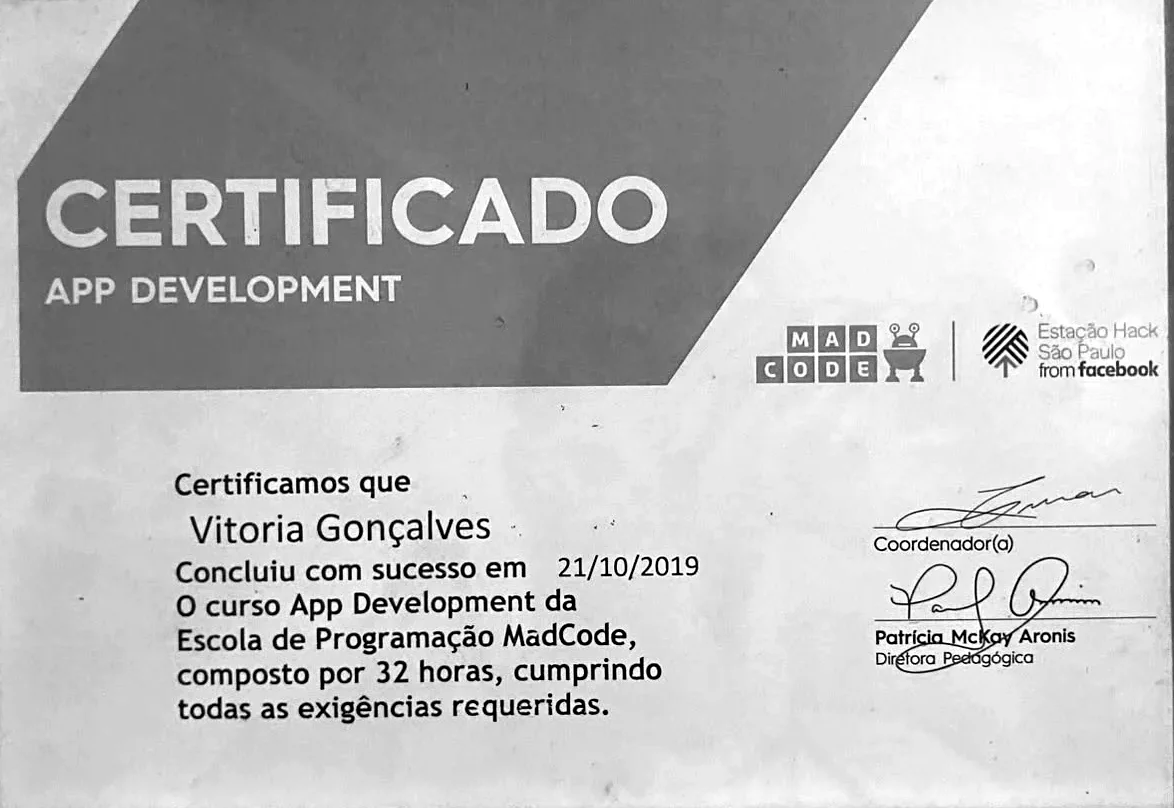 CERTIFICADO
APP DEVELOPMENT
MAD
CODE
Estação Hack
São Paulo
from facebook
Certificamos que
Vitoria Gonçalves
Concluiu com sucesso em 21/10/2019
O curso App Development da
Escola de Programação MadCode,
composto por 32 horas, cumprindo
todas as exigências requeridas.
Coordenador(a)
Patrícia McKay Aronis
Diretora Pedagógica